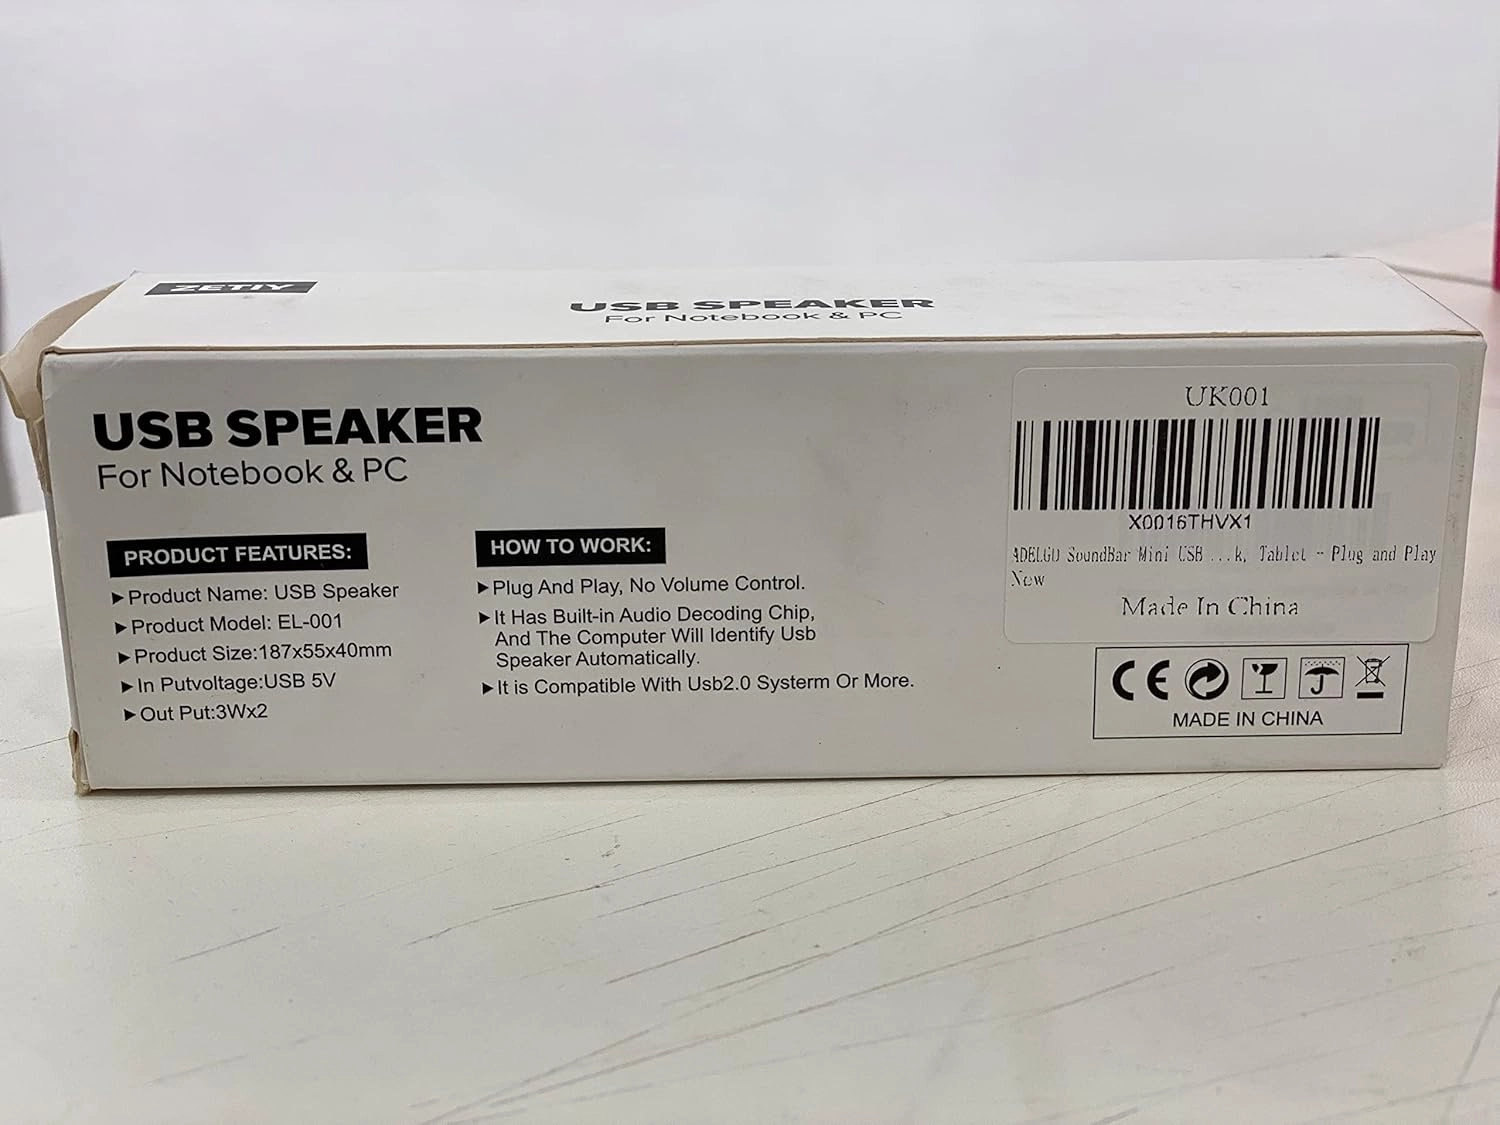 ZETIY
USB SPEAKER
For Notebook & PC
USB SPEAKER
For Notebook & PC
PRODUCT FEATURES:
▶Product Name: USB Speaker
▶Product Model: EL-001
▶Product Size:187x55x40mm
▶In Putvoltage:USB 5V
▶Out Put:3Wx2
HOW TO WORK:
▶Plug And Play, No Volume Control.
▶It Has Built-in Audio Decoding Chip,
And The Computer Will Identify Usb
Speaker Automatically.
▶It is Compatible With Usb2.0 Systerm Or More.
UK001
X0016THVX1
ADELGO SoundBar Mini USB ...k, Tablet - Plug and Play
New
Made In China
CE
MADE IN CHINA